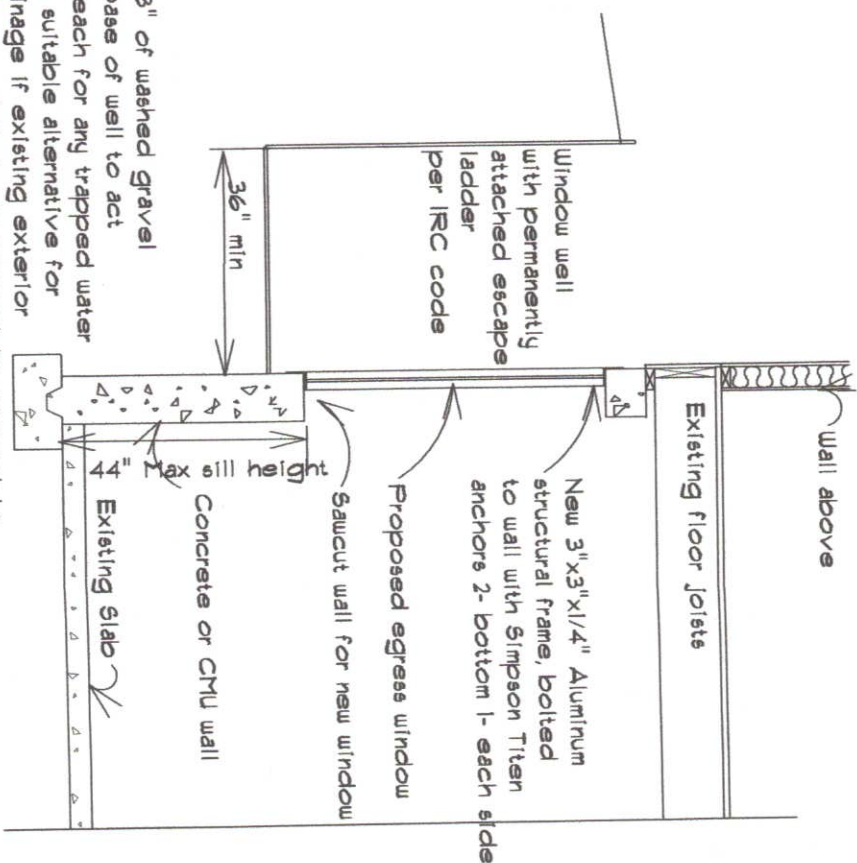 Wall above
Existing floor joists
New 3"x3"x1/4" Aluminum
structural frame, bolted
to wall with Simpson Titen
anchors 2- bottom 1- each side
Proposed egress window
Sawcut wall for new window
Concrete or CMU wall
44" Max sill height
Existing Slab
Window well
with permanently
attached escape
ladder
per IRC code
36" min
of washed gravel
base of well to act
each for any trapped water
suitable alternative for
inage if existing exterior